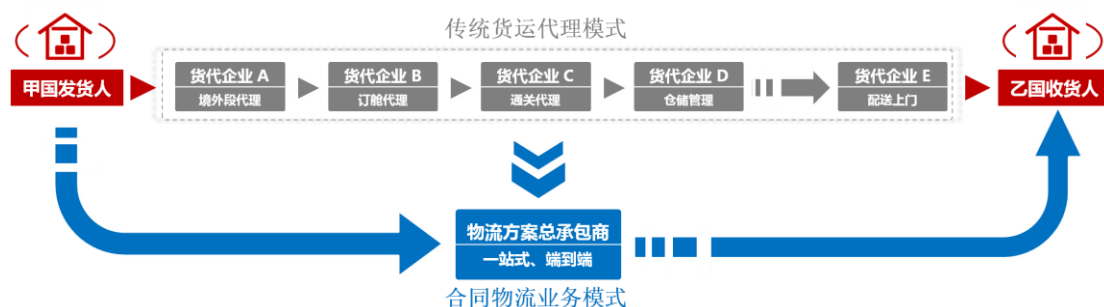 传统货运代理模式
甲国发货人
货代企业 A
境外段代理
货代企业 B
订舱代理
货代企业 C
通关代理
货代企业 D
仓储管理
货代企业 E
配送上门
乙国收货人
物流方案总承包商
一站式、端到端
合同物流业务模式